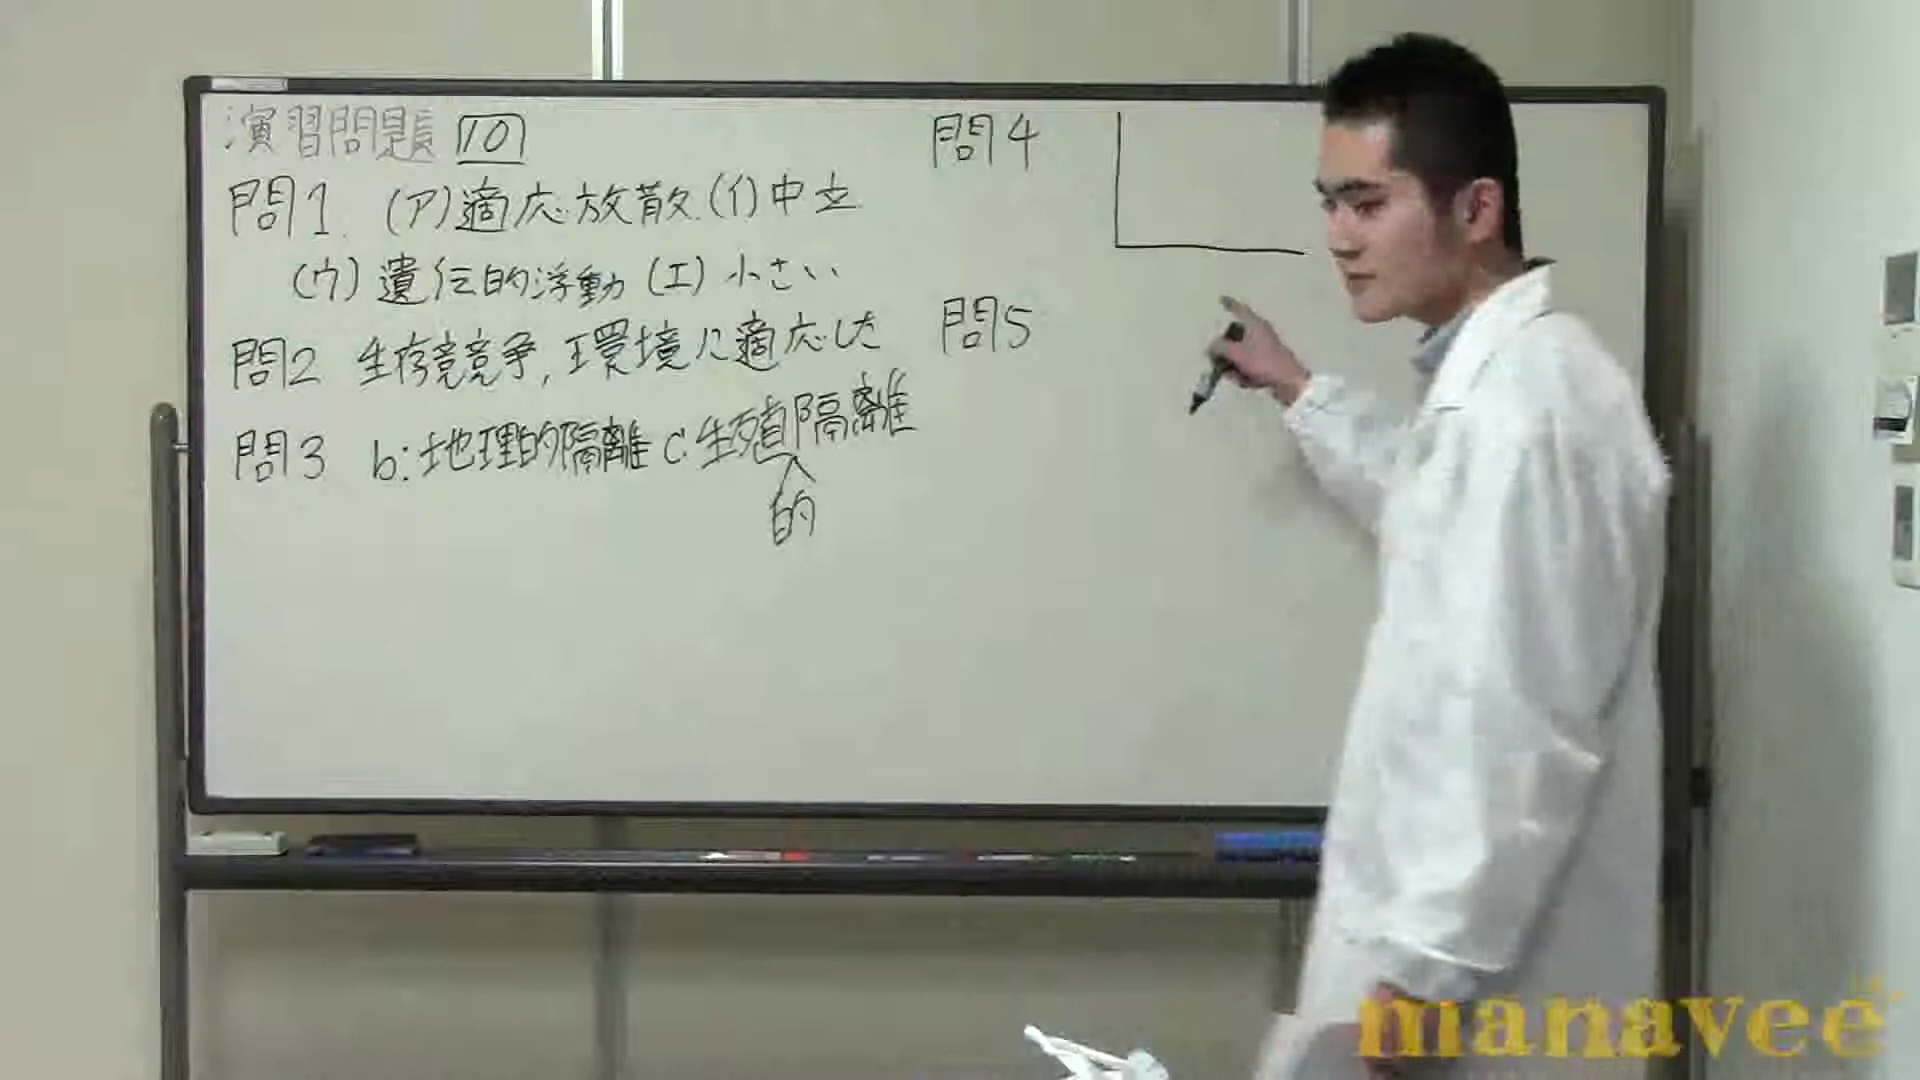 演習問題 10
問1. (ア)適応放散 (イ)中立
(ウ)遺伝的浮動 (エ)小さい
問2 生存競争,環境に適応した
問3 b:地理的隔離 c:生殖隔離
的
問4
問5
manavee